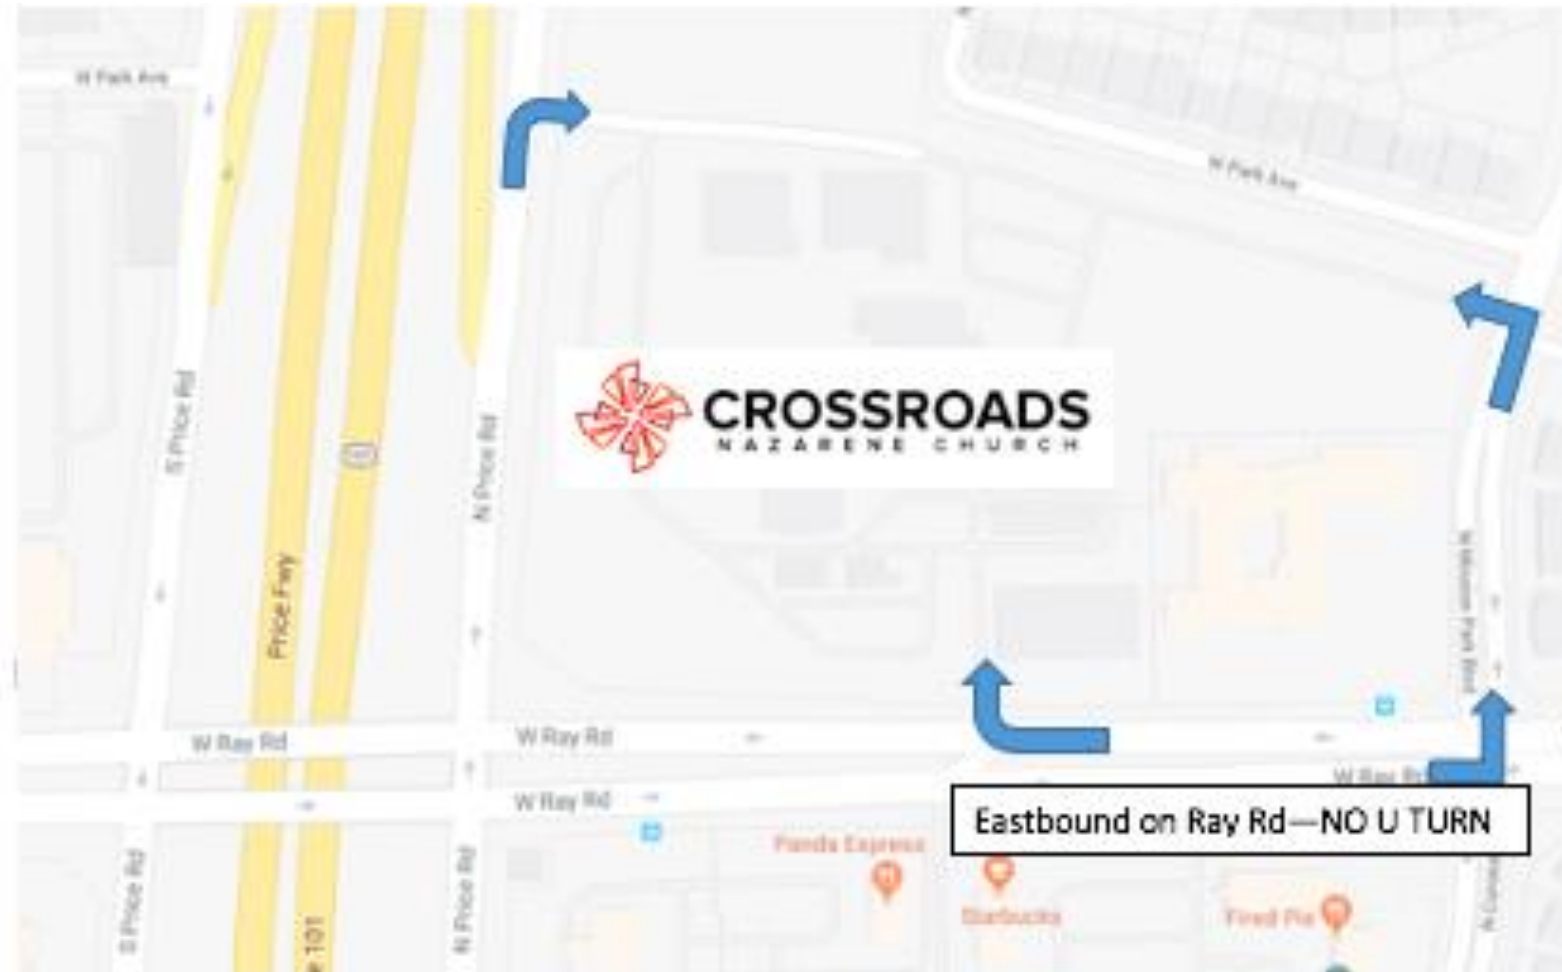 W Park Ave
W Park Ave
CROSSROADS
NAZARENE CHURCH
S Price Rd
N Price Rd
Price Fwy
W Ray Rd
W Ray Rd
W Ray Rd
W Ray Rd
Eastbound on Ray Rd—NO U TURN
Panda Express
Starbucks
Fired Pie
S Price Rd
N Price Rd
101